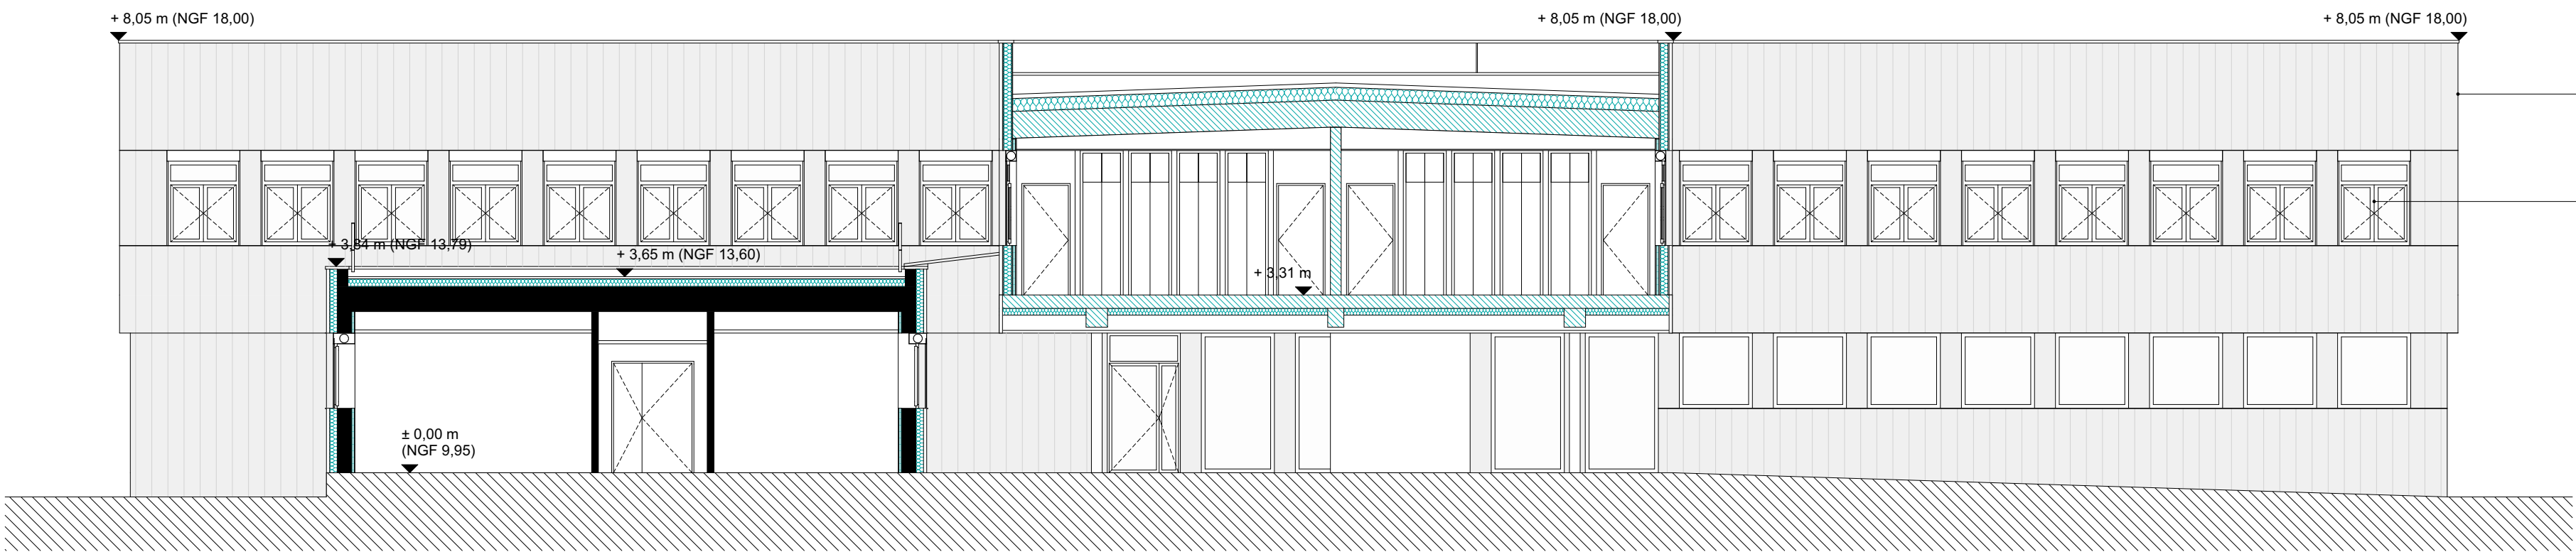 + 8,05 m (NGF 18,00)
+ 8,05 m (NGF 18,00)
+ 8,05 m (NGF 18,00)
+ 3,84 m (NGF 13,79)
+ 3,65 m (NGF 13,60)
+ 3,31 m
± 0,00 m
(NGF 9,95)